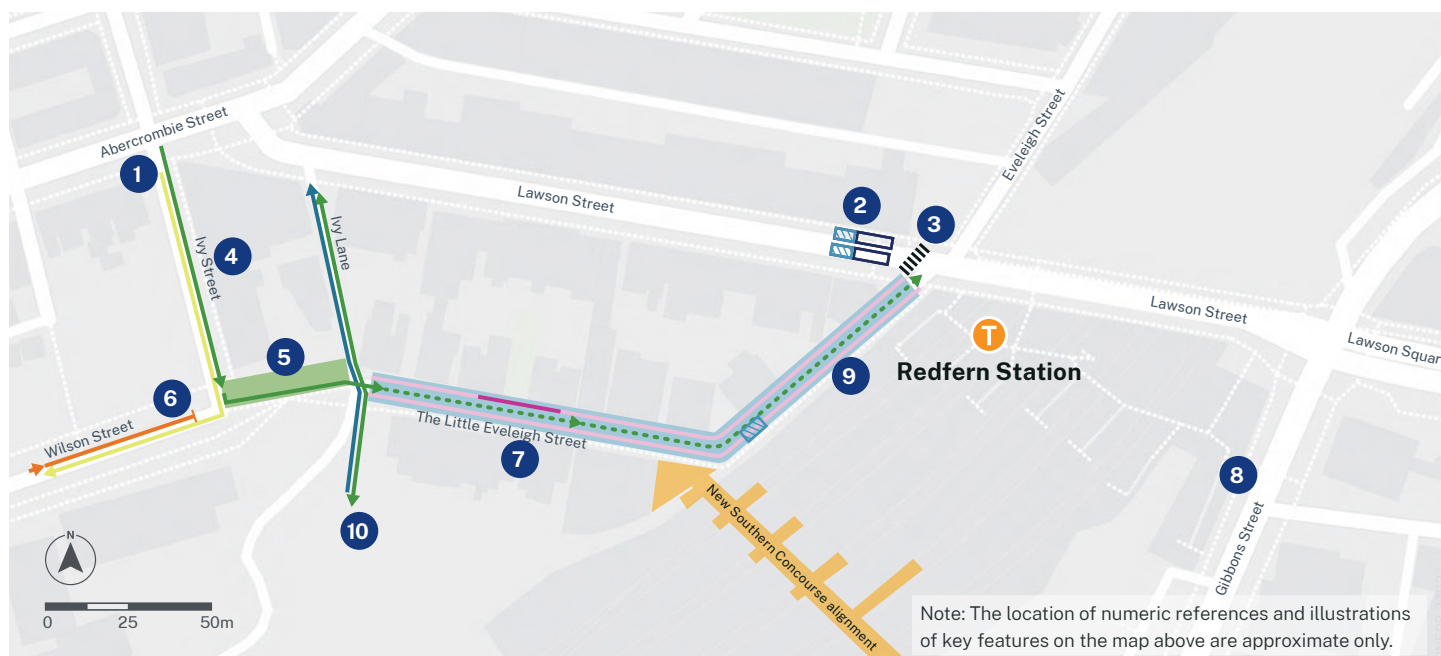 Abercrombie Street
Eveleigh Street
1
2
3
Lawson Street
4
Ivy Street
Ivy Lane
Lawson Street
Lawson Squar
T
Redfern Station
5
6
9
Wilson Street
The Little Eveleigh Street
7
8
New Southern Concourse alignment
Gibbons Street
10
N
0 25 50m
Note: The location of numeric references and illustrations
of key features on the map above are approximate only.